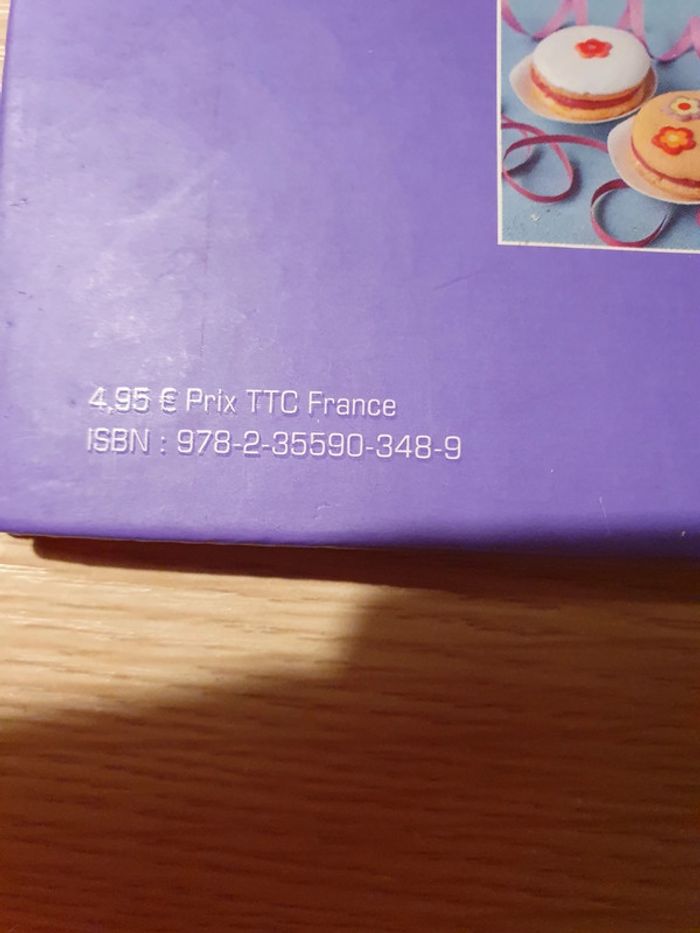 4,95 € Prix TTC France
ISBN : 978-2-35590-348-9